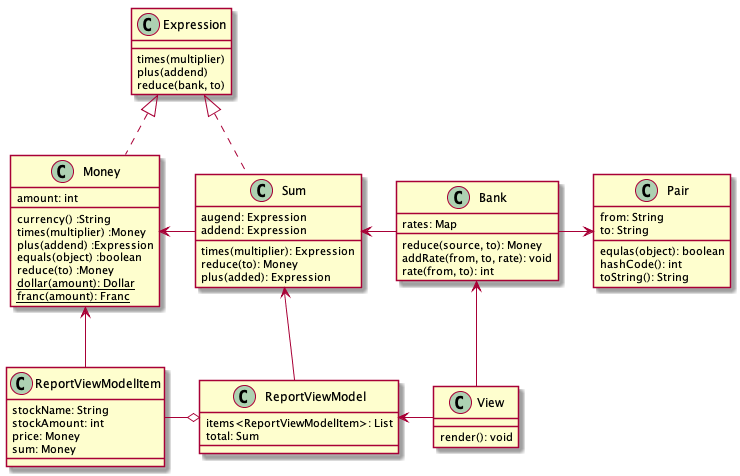 C Expression
times(multiplier)
plus(addend)
reduce(bank, to)
C Money
amount: int
currency() :String
times(multiplier) :Money
plus(addend) :Expression
equals(object) :boolean
reduce(to) :Money
dollar(amount): Dollar
franc(amount): Franc
C Sum
augend: Expression
addend: Expression
times(multiplier): Expression
reduce(to): Money
plus(added): Expression
C Bank
rates: Map
reduce(source, to): Money
addRate(from, to, rate): void
rate(from, to): int
C Pair
from: String
to: String
equlas(object): boolean
hashCode(): int
toString(): String
C ReportViewModelItem
stockName: String
stockAmount: int
price: Money
sum: Money
C ReportViewModel
items<ReportViewModelItem>: List
total: Sum
C View
render(): void